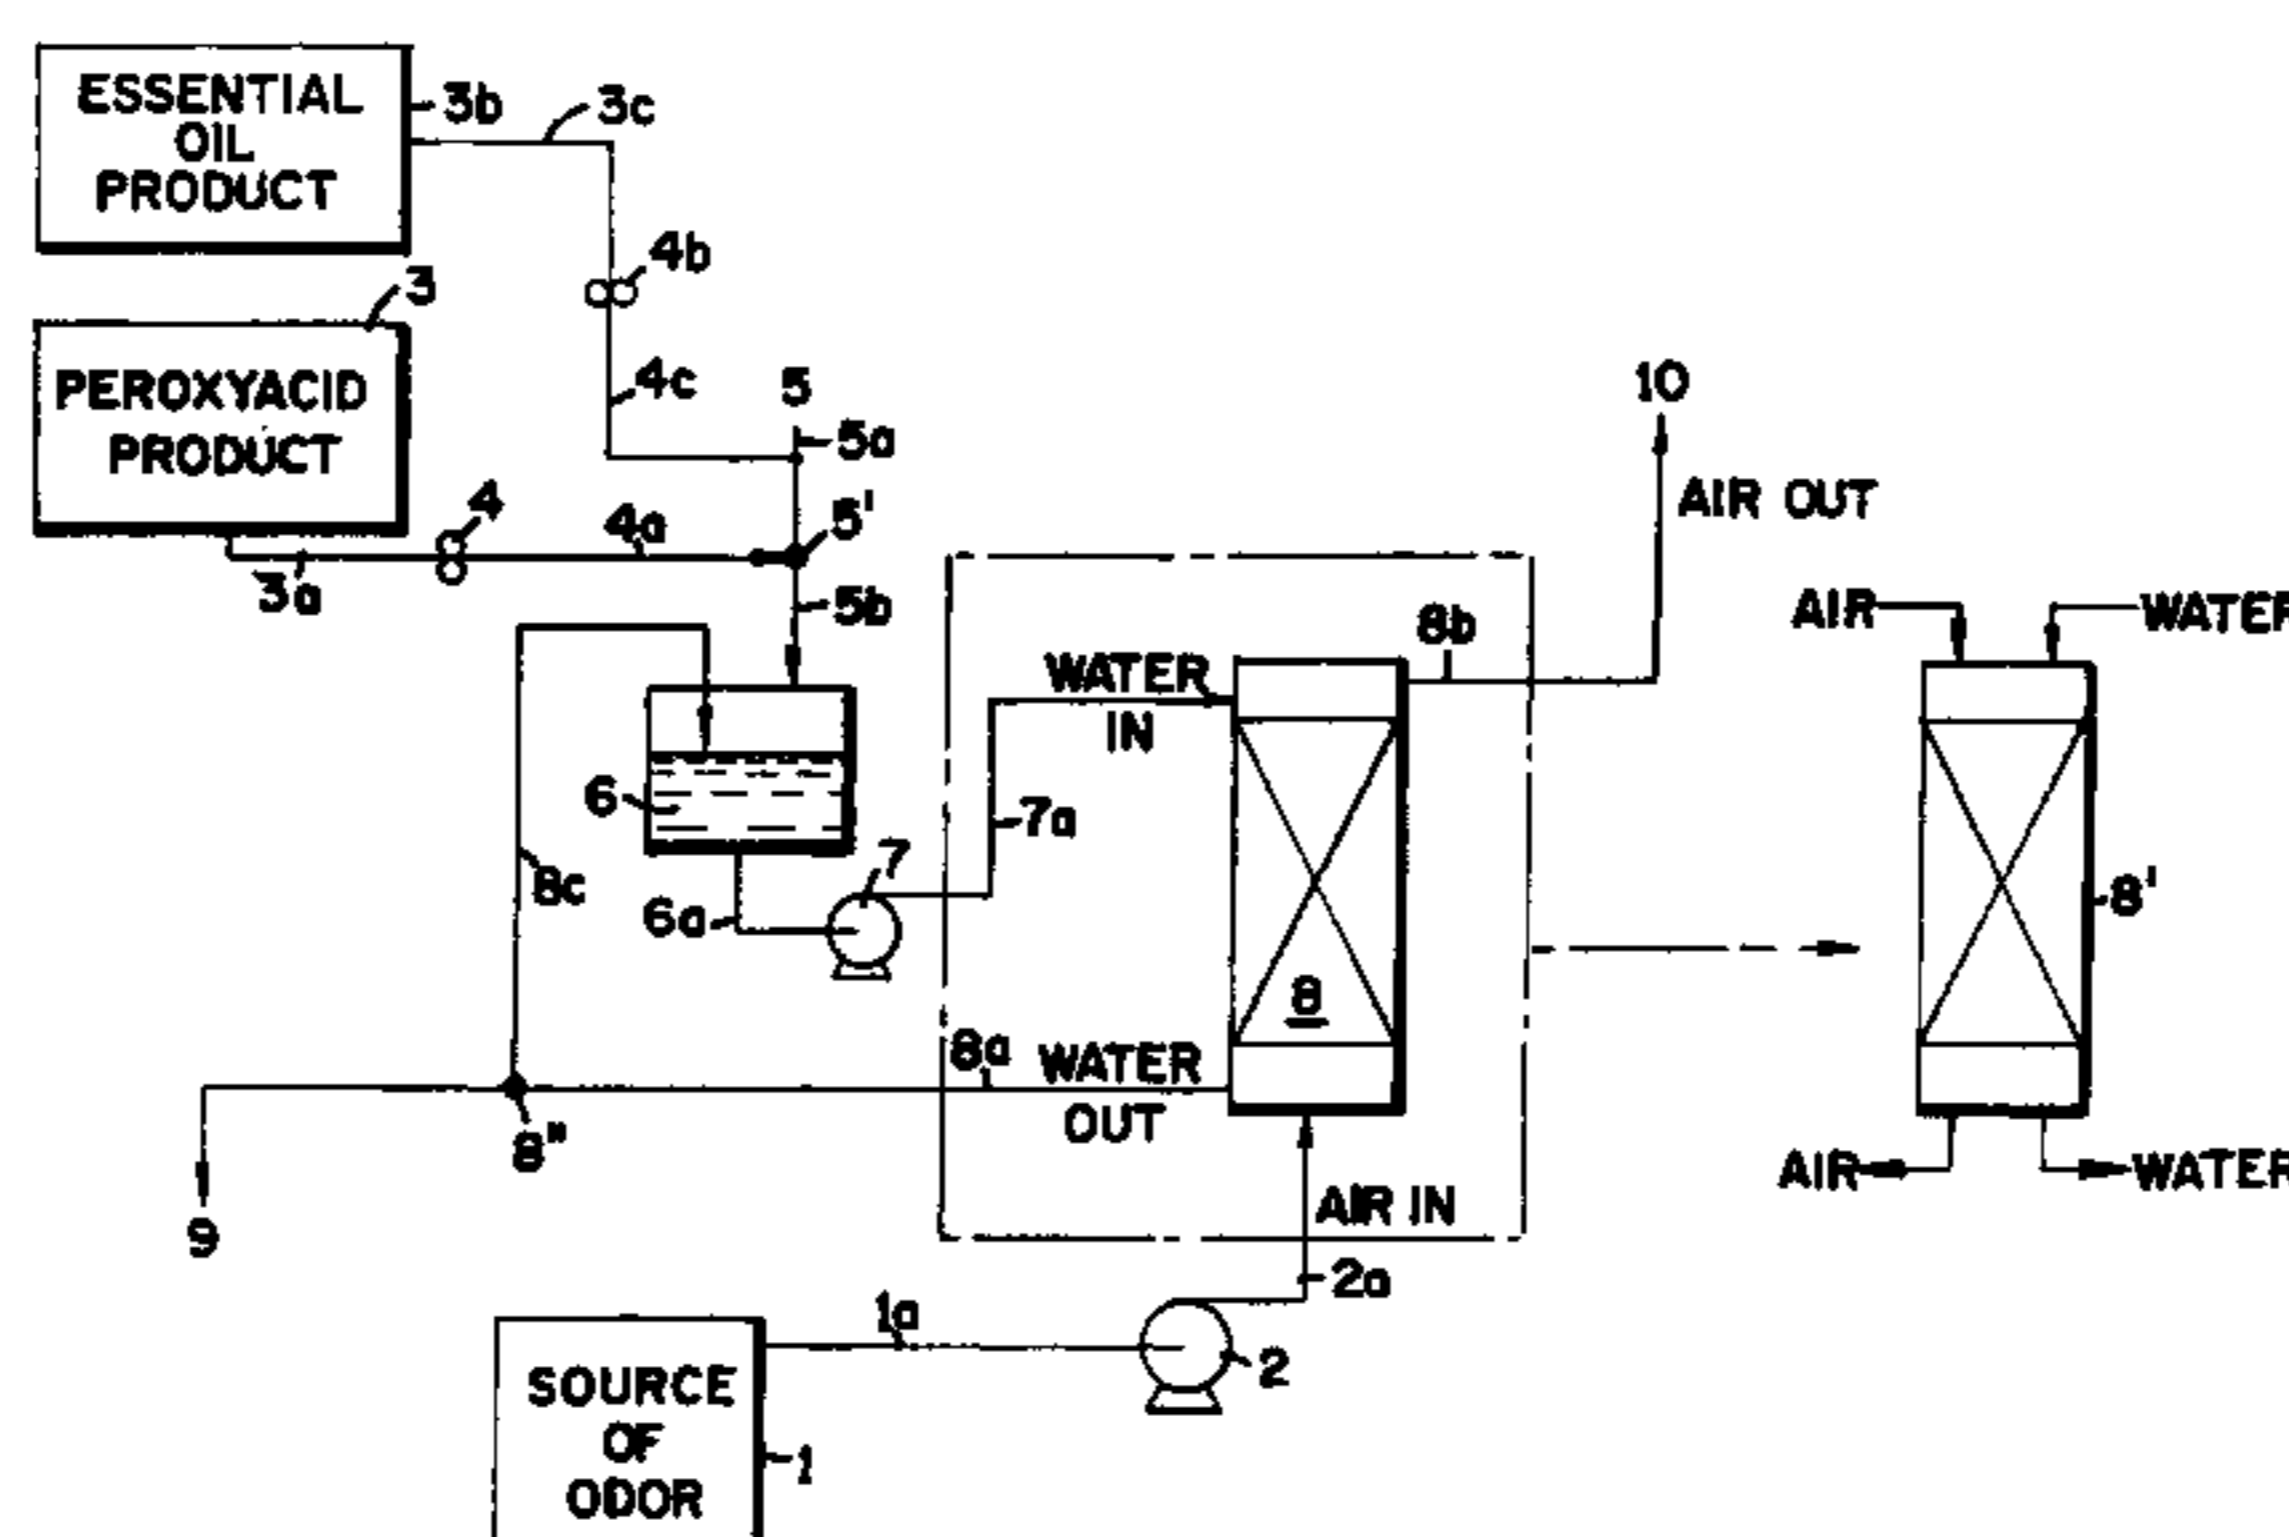 ESSENTIAL
OIL
PRODUCT
3b
3c
4b
3
PEROXYACID
PRODUCT
4c
5
5a
4
4a
5'
3a
5b
10
AIR OUT
AIR
WATER
8b
WATER
IN
6
7a
7
8c
6a
8
8'
8a
WATER
OUT
8"
AIR
WATER
AIR IN
9
2a
1a
2
SOURCE
OF
ODOR
1